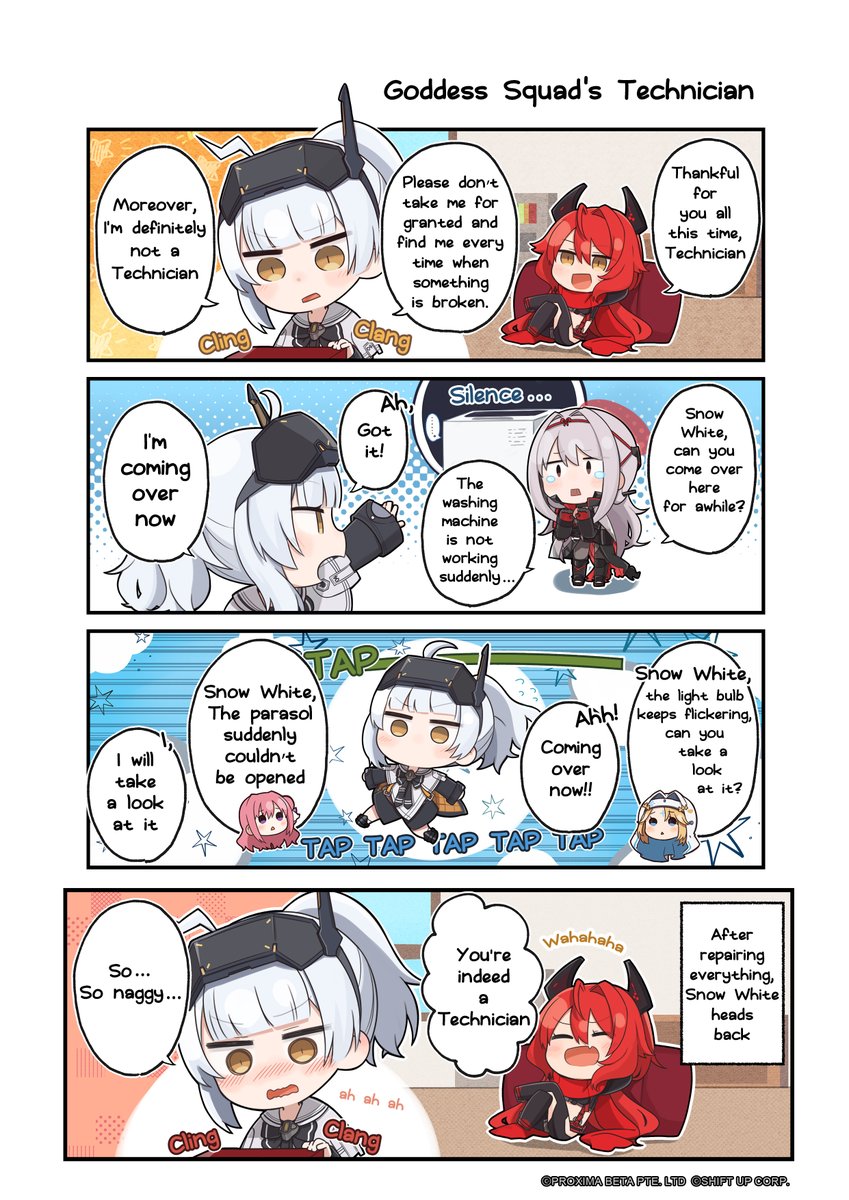 Goddess Squad's Technician
Thankful
for
you all
this time,
Technician
Please don't
take me for
granted and
find me every
time when
something
is broken.
Moreover,
I'm definitely
not a
Technician
Cling
Clang
Snow
White,
can you
come over
here
for awhile?
Silence...
The
washing
machine
is not
working
suddenly...
Ah,
Got
it!
I'm
coming
over
now
Snow White,
the light bulb
keeps flickering,
can you
take a
look
at it?
Ahh!
Coming
over
now!!
TAP
Snow White,
The parasol
suddenly
couldn't
be opened
I,
I will
take
a look
at it
TAP TAP TAP TAP TAP
After
repairing
everything,
Snow White
heads
back
Wahahaha
You're
indeed
a
Technician
So...
So naggy...
ah ah ah
Cling
Clang
©PROXIMA BETA PTE. LTD ©SHIFT UP CORP.